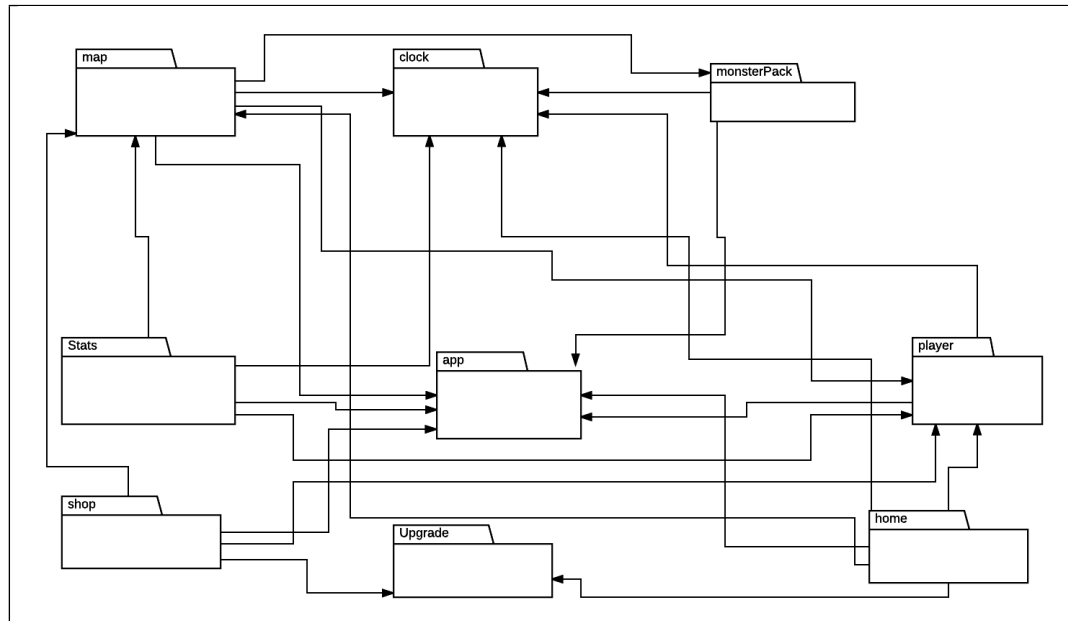 map
clock
monsterPack
Stats
app
player
shop
Upgrade
home